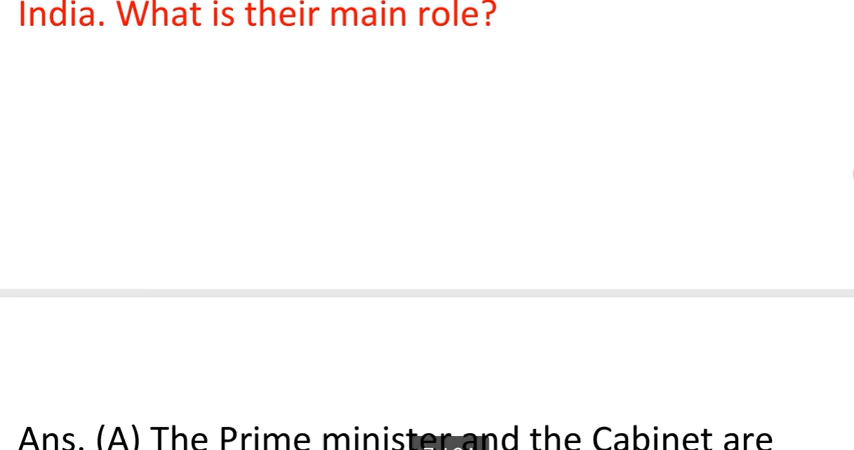 India. What is their main role?
Ans. (A) The Prime minister and the Cabinet are